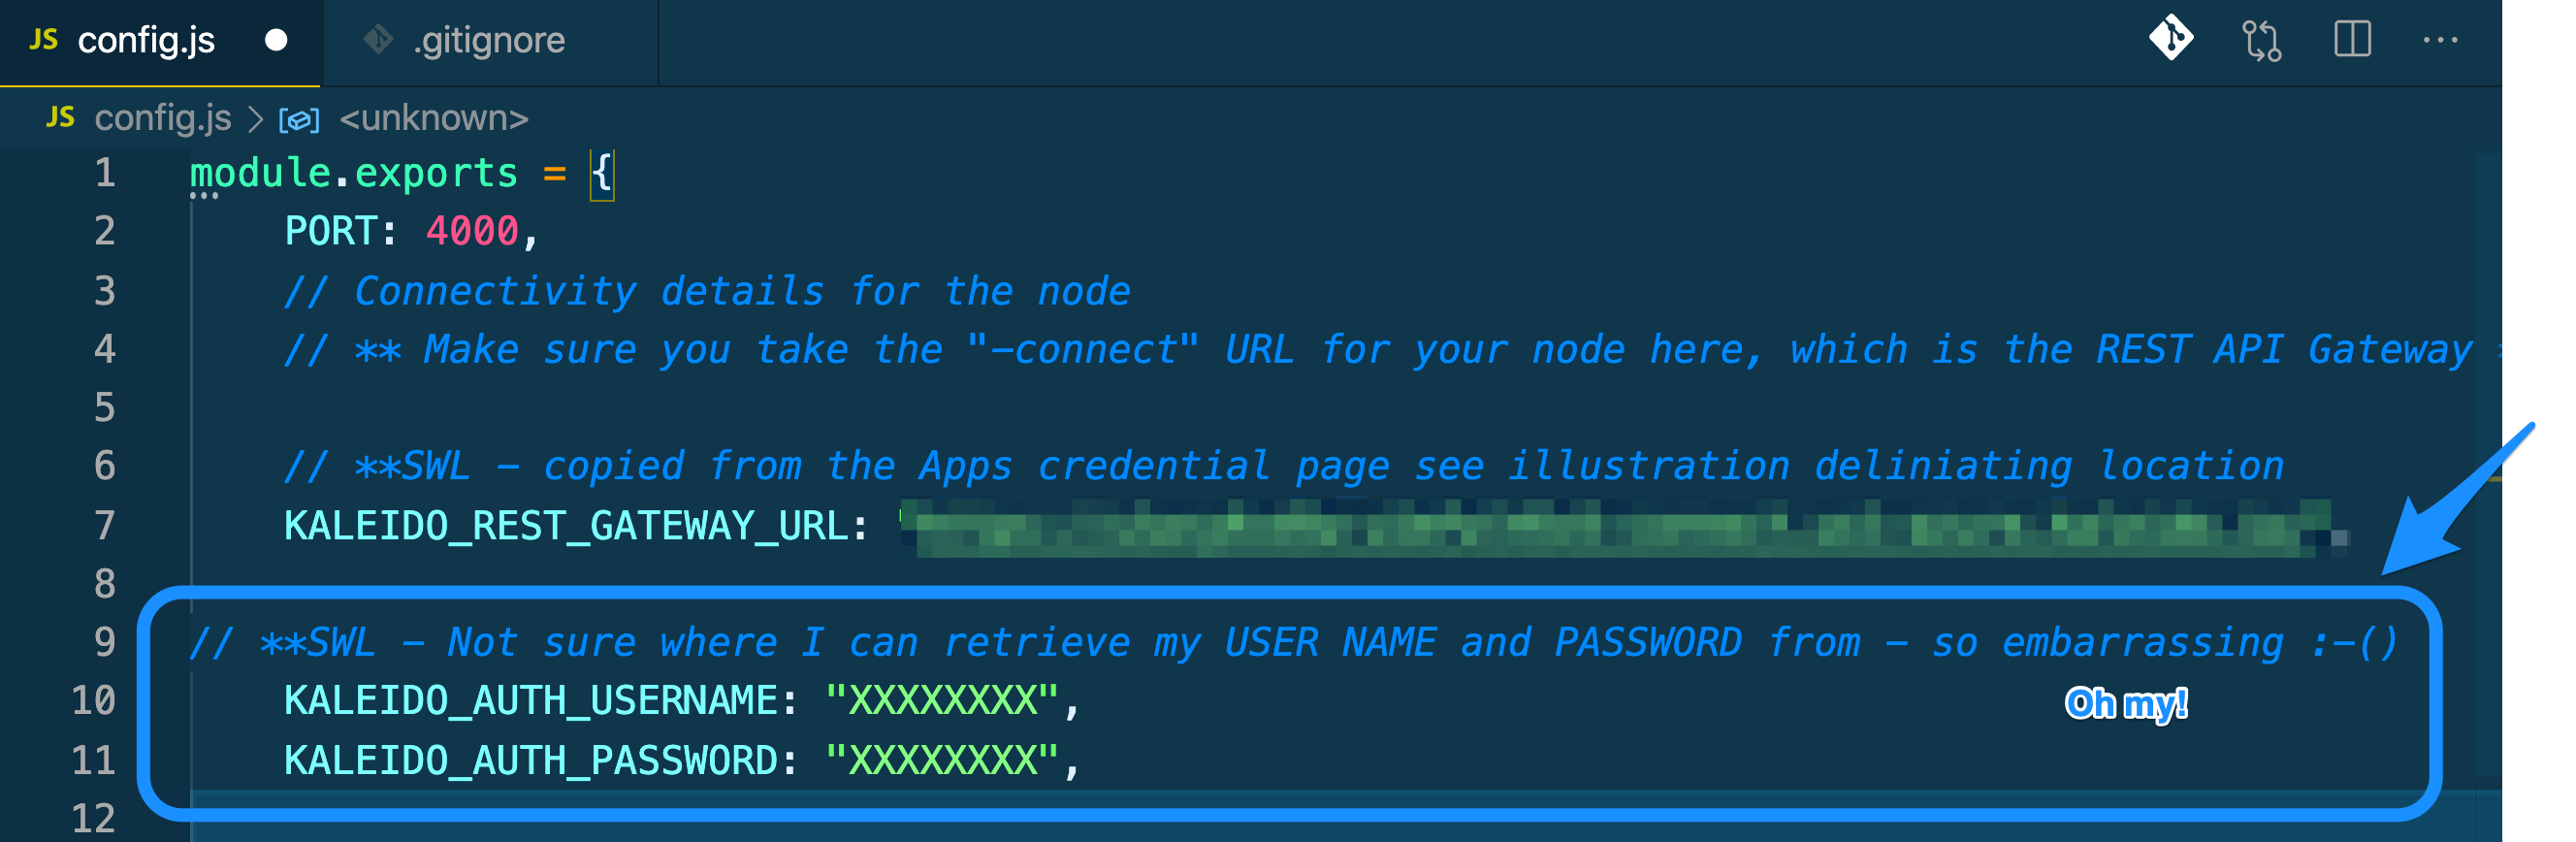 JS config.js .gitignore
JS config.js > <unknown>
1 module.exports = {
2 PORT: 4000,
3 // Connectivity details for the node
4 // ** Make sure you take the "-connect" URL for your node here, which is the REST API Gateway
5
6 // **SWL - copied from the Apps credential page see illustration deliniating location
7 KALEIDO_REST_GATEWAY_URL: '
8
9 // **SWL - Not sure where I can retrieve my USER NAME and PASSWORD from - so embarrassing :-()
10 KALEIDO_AUTH_USERNAME: "XXXXXXXX",
Oh my!
11 KALEIDO_AUTH_PASSWORD: "XXXXXXXX",
12